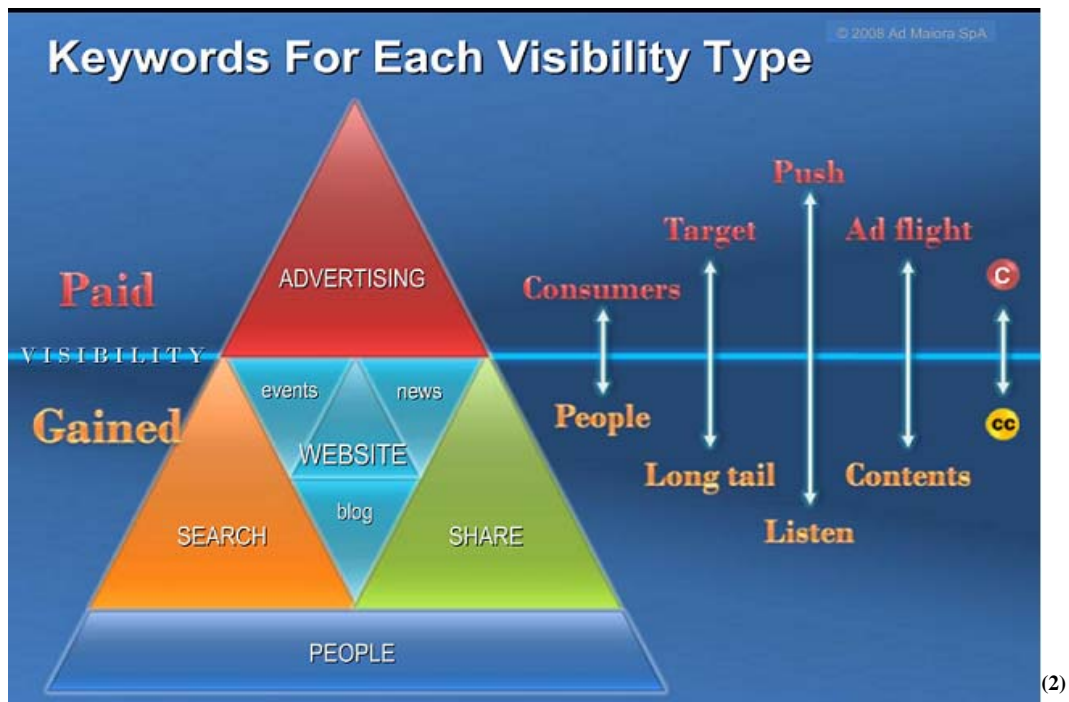 © 2008 Ad Maiora SpA
Keywords For Each Visibility Type
Push
Target
Ad flight
Consumers
C
Paid
ADVERTISING
VISIBILITY
Gained
events
news
WEBSITE
blog
SEARCH
SHARE
PEOPLE
People
cc
Long tail
Contents
Listen
(2)